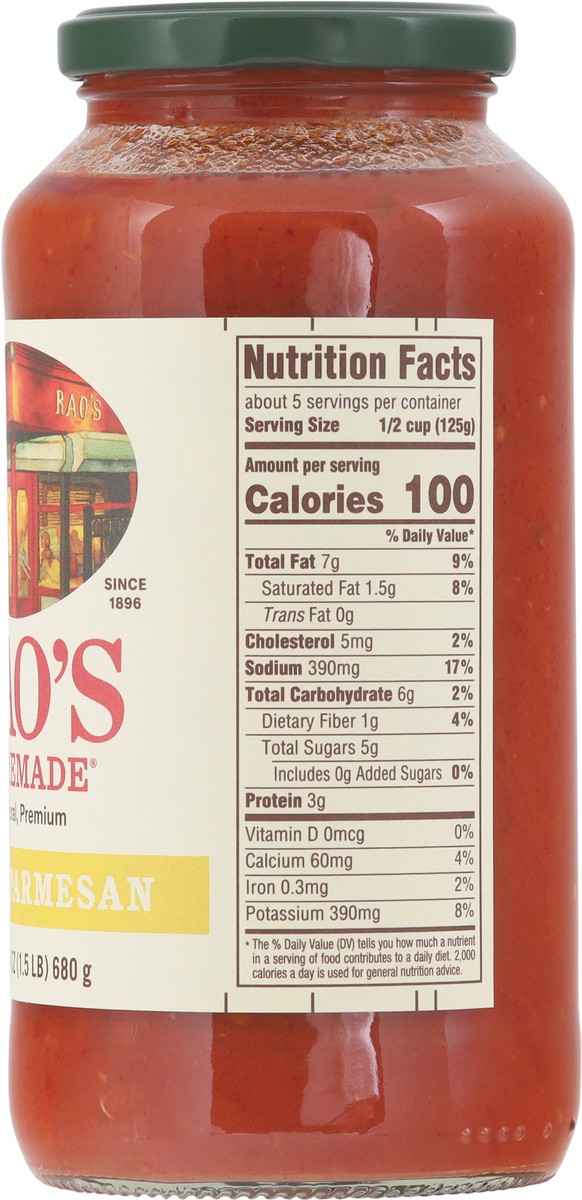 RAO'S
SINCE
1896
O'S
EMADE®
Premium
PARMESAN
(1.5 LB) 680 g
Nutrition Facts
about 5 servings per container
Serving Size 1/2 cup (125g)
Amount per serving
Calories 100
% Daily Value*
Total Fat 7g 9%
Saturated Fat 1.5g 8%
Trans Fat 0g
Cholesterol 5mg 2%
Sodium 390mg 17%
Total Carbohydrate 6g 2%
Dietary Fiber 1g 4%
Total Sugars 5g
Includes 0g Added Sugars 0%
Protein 3g
Vitamin D 0mcg 0%
Calcium 60mg 4%
Iron 0.3mg 2%
Potassium 390mg 8%
* The % Daily Value (DV) tells you how much a nutrient
in a serving of food contributes to a daily diet. 2,000
calories a day is used for general nutrition advice.